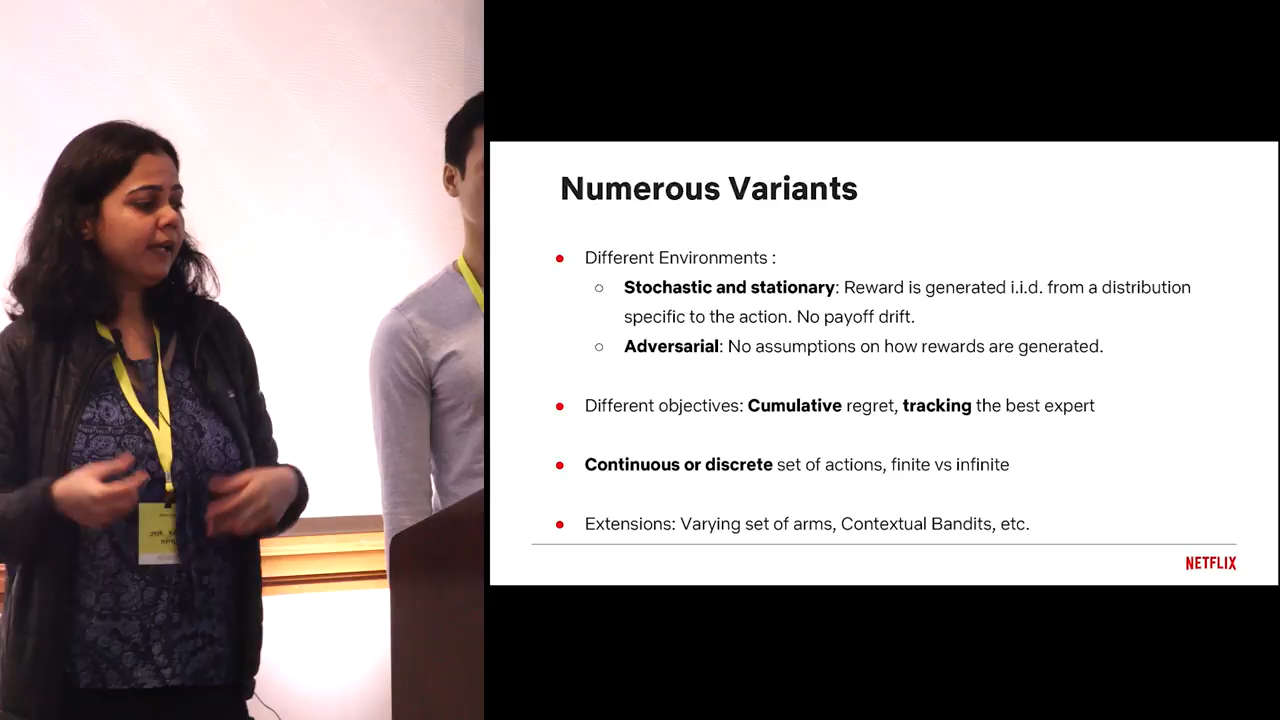 Numerous Variants
● Different Environments :
○ Stochastic and stationary: Reward is generated i.i.d. from a distribution
specific to the action. No payoff drift.
○ Adversarial: No assumptions on how rewards are generated.
● Different objectives: Cumulative regret, tracking the best expert
● Continuous or discrete set of actions, finite vs infinite
● Extensions: Varying set of arms, Contextual Bandits, etc.
NETFLIX